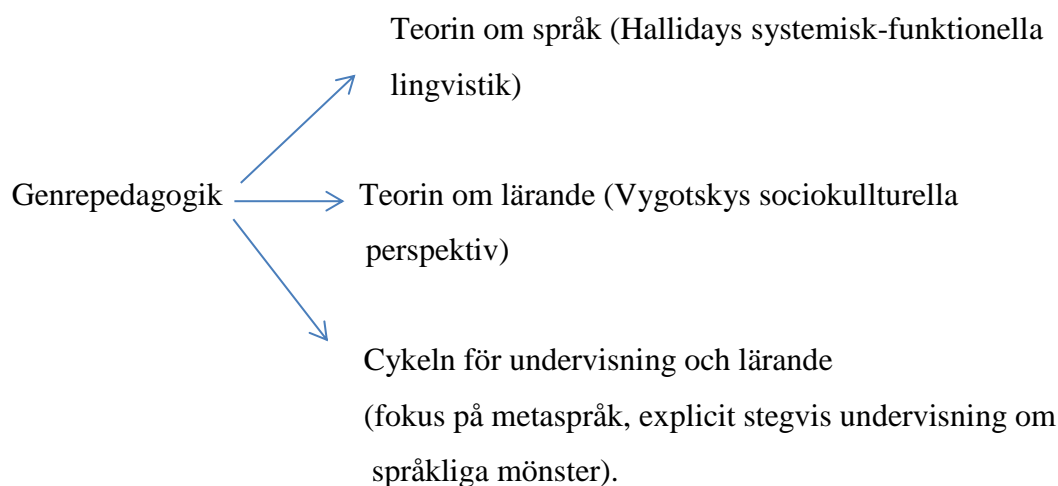 Teorin om språk (Hallidays systemisk-funktionella
lingvistik)
Genrepedagogik
Teorin om lärande (Vygotskys sociokullturella
perspektiv)
Cykeln för undervisning och lärande
(fokus på metaspråk, explicit stegvis undervisning om
språkliga mönster).